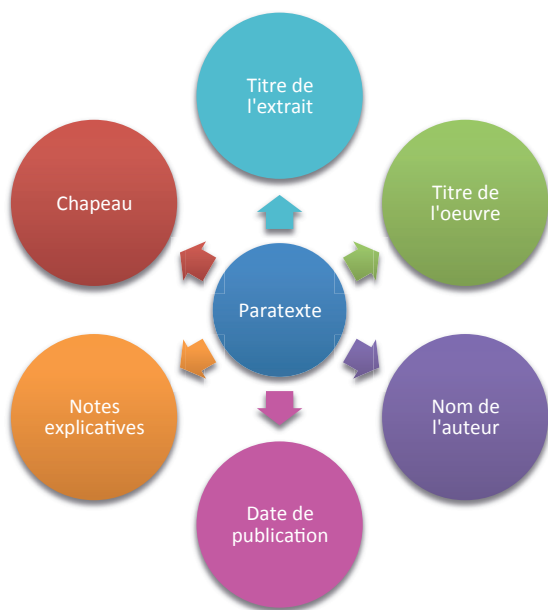 Titre de
l'extrait
Titre de
l'oeuvre
Nom de
l'auteur
Date de
publication
Notes
explicatives
Chapeau
Paratexte